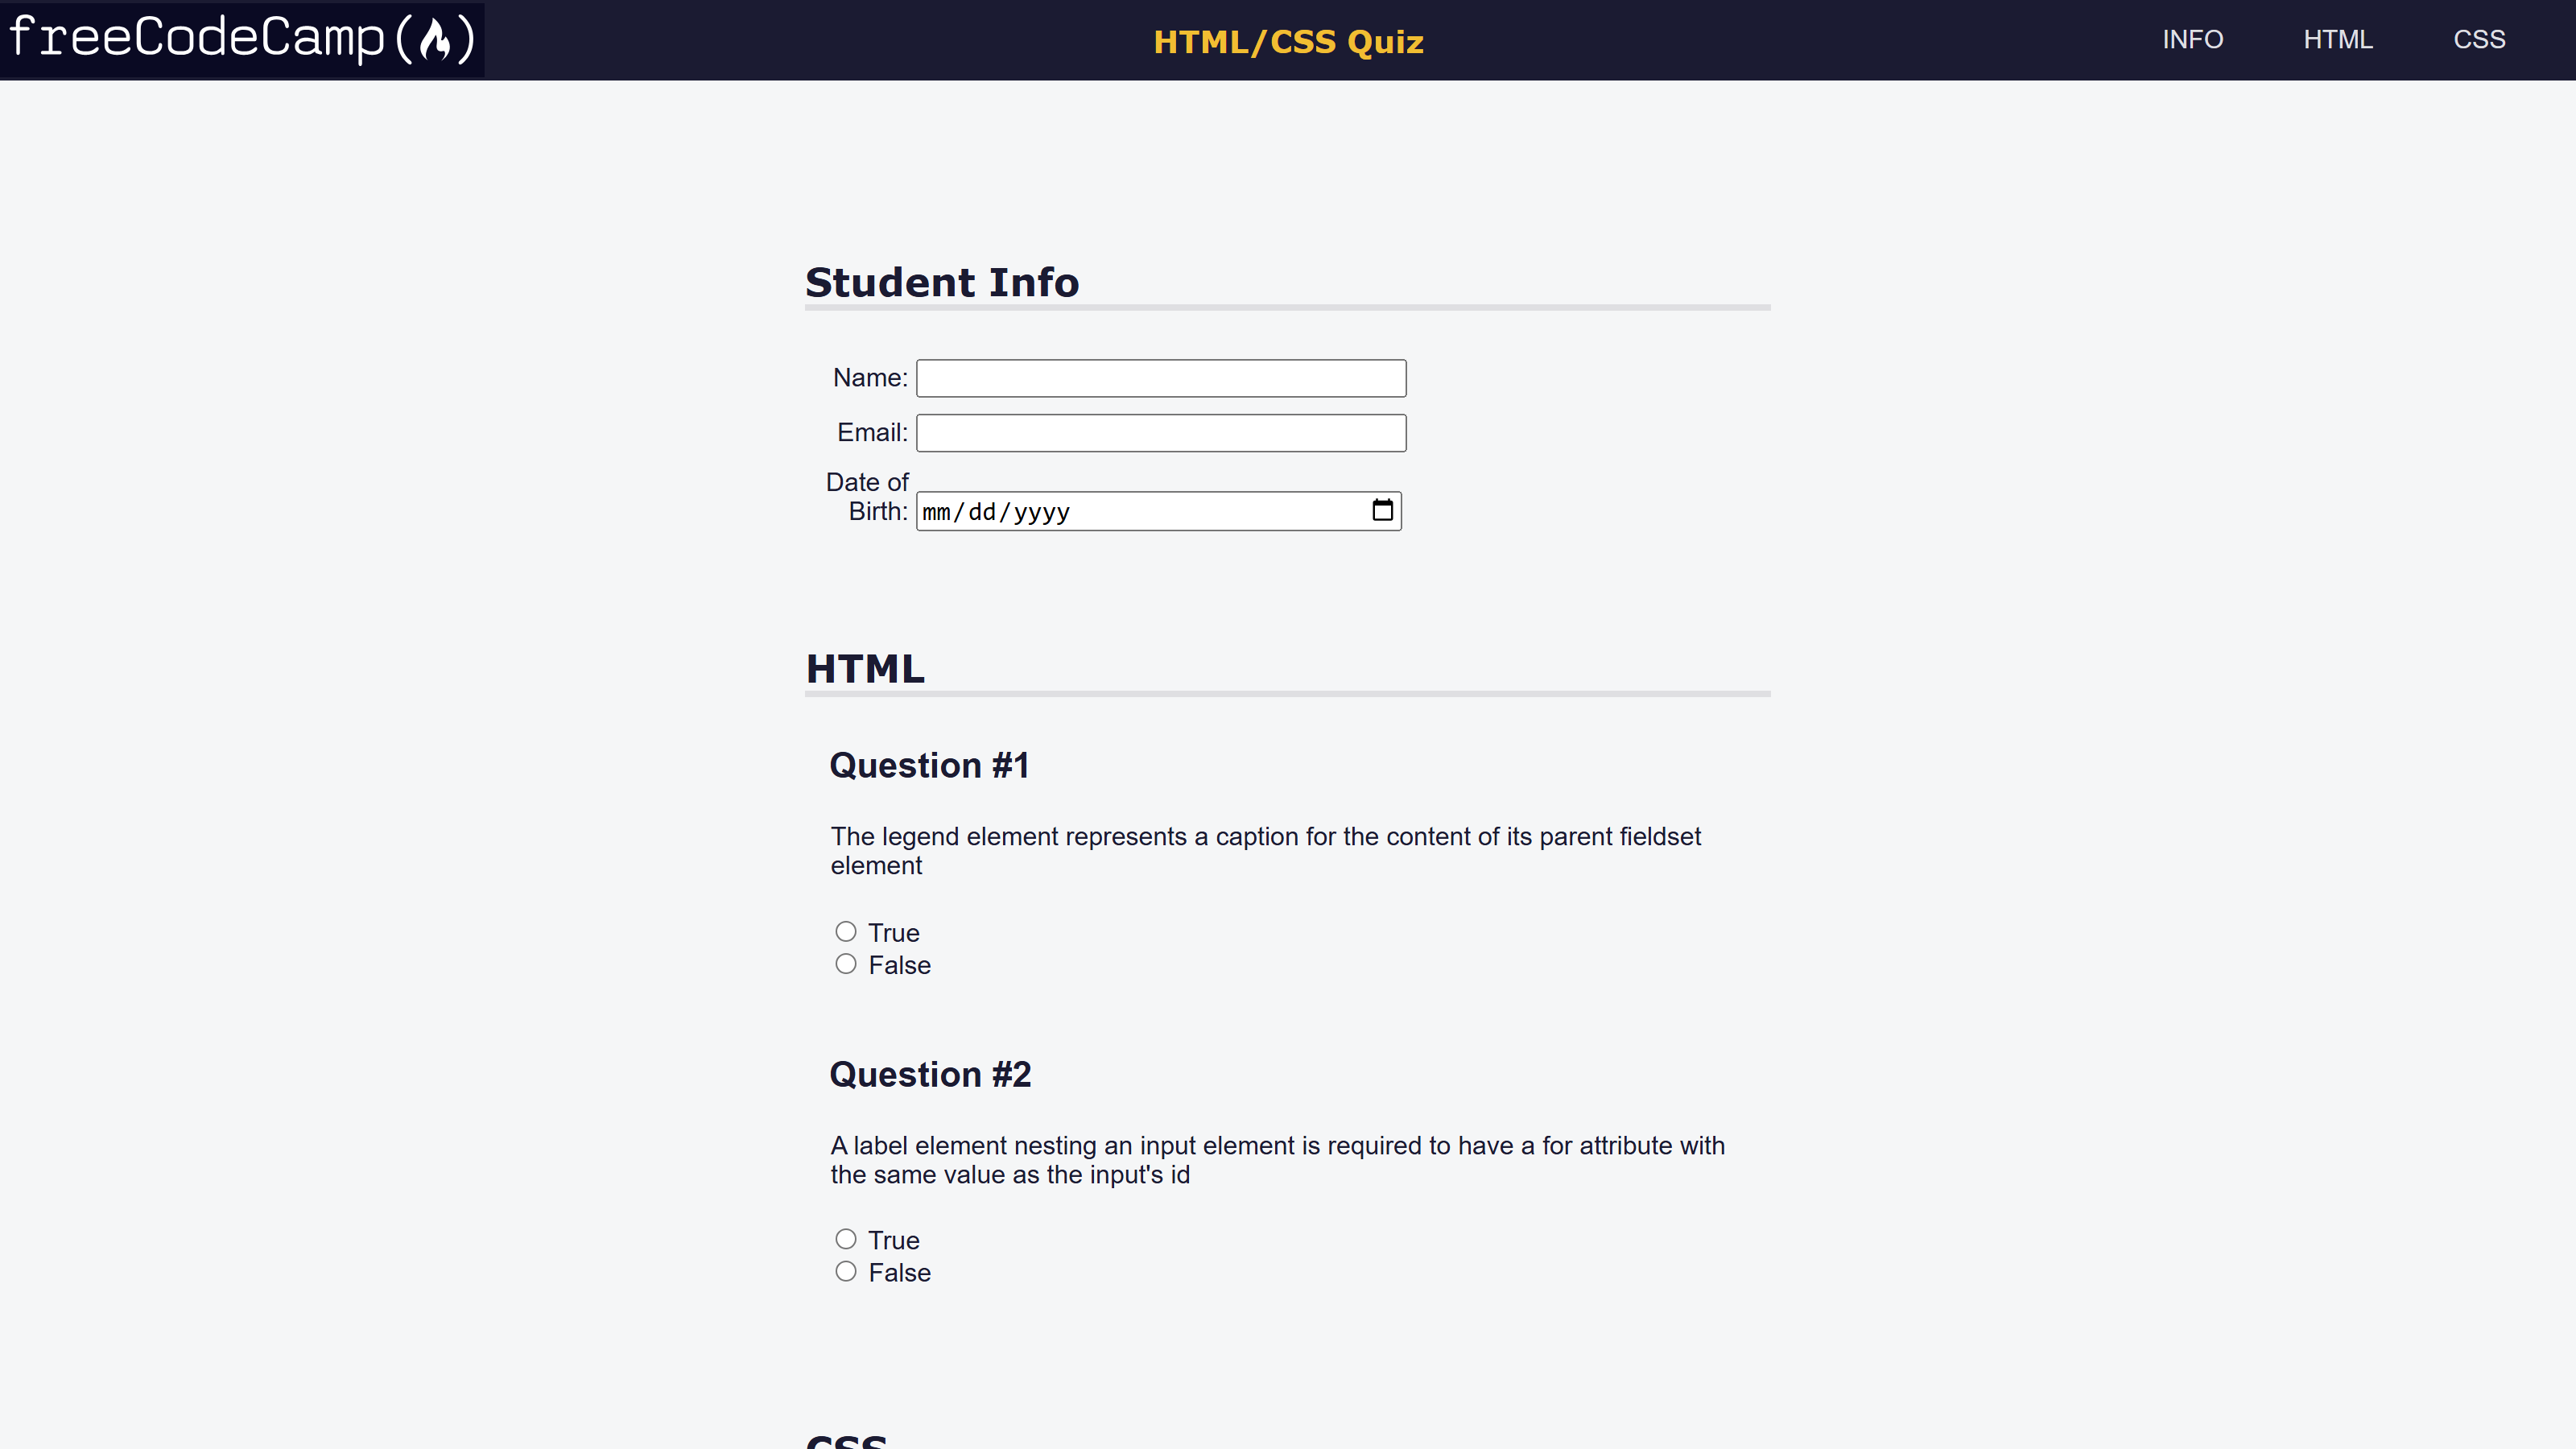 freeCodeCamp(🔥)
HTML/CSS Quiz
INFO
HTML
CSS
Student Info
Name:
Email:
Date of
Birth:
mm/dd/yyyy
HTML
Question #1
The legend element represents a caption for the content of its parent fieldset
element
True
False
Question #2
A label element nesting an input element is required to have a for attribute with
the same value as the input's id
True
False
CSS